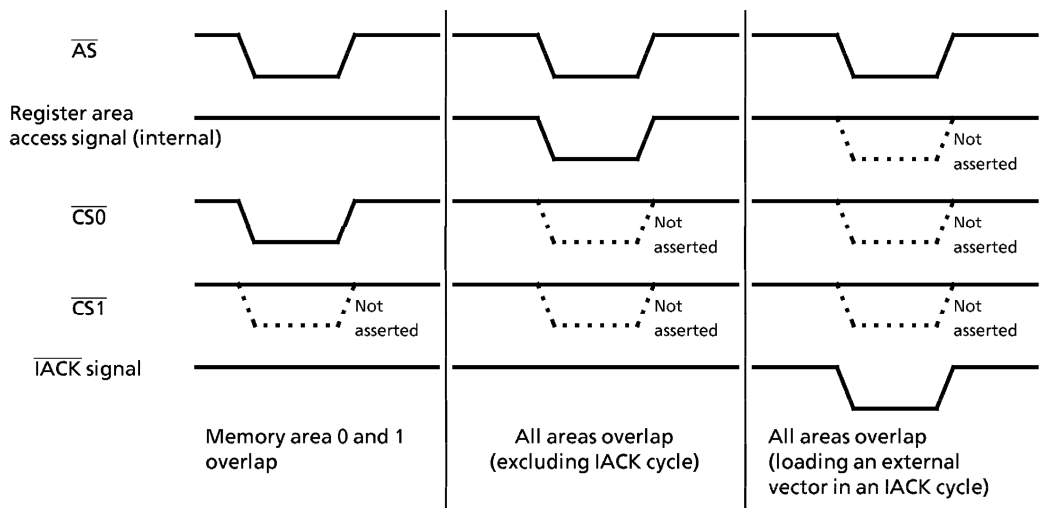 AS
Register area
access signal (internal)
Not
asserted
CS0
Not
asserted
Not
asserted
CS1
Not
asserted
Not
asserted
Not
asserted
IACK signal
Memory area 0 and 1
overlap
All areas overlap
(excluding IACK cycle)
All areas overlap
(loading an external
vector in an IACK cycle)